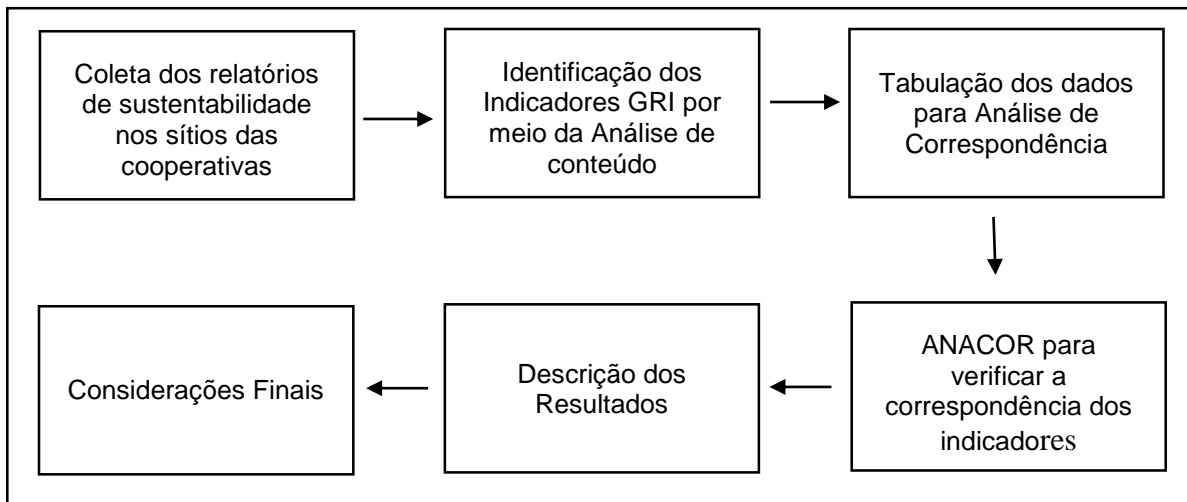 Coleta dos relatórios
de sustentabilidade
nos sítios das
cooperativas
Identificação dos
Indicadores GRI por
meio da Análise de
conteúdo
Tabulação dos dados
para Análise de
Correspondência
ANACOR para
verificar a
correspondência dos
indicadores
Descrição dos
Resultados
Considerações Finais